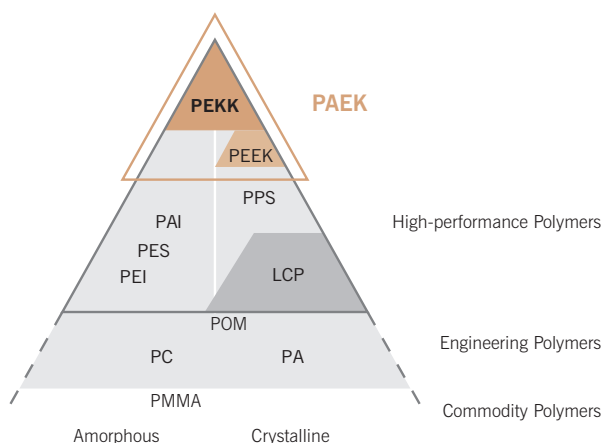 PEKK
PAEK
PEEK
PPS
PAI
High-performance Polymers
PES
PEI
LCP
POM
Engineering Polymers
PC
PA
PMMA
Commodity Polymers
Amorphous
Crystalline